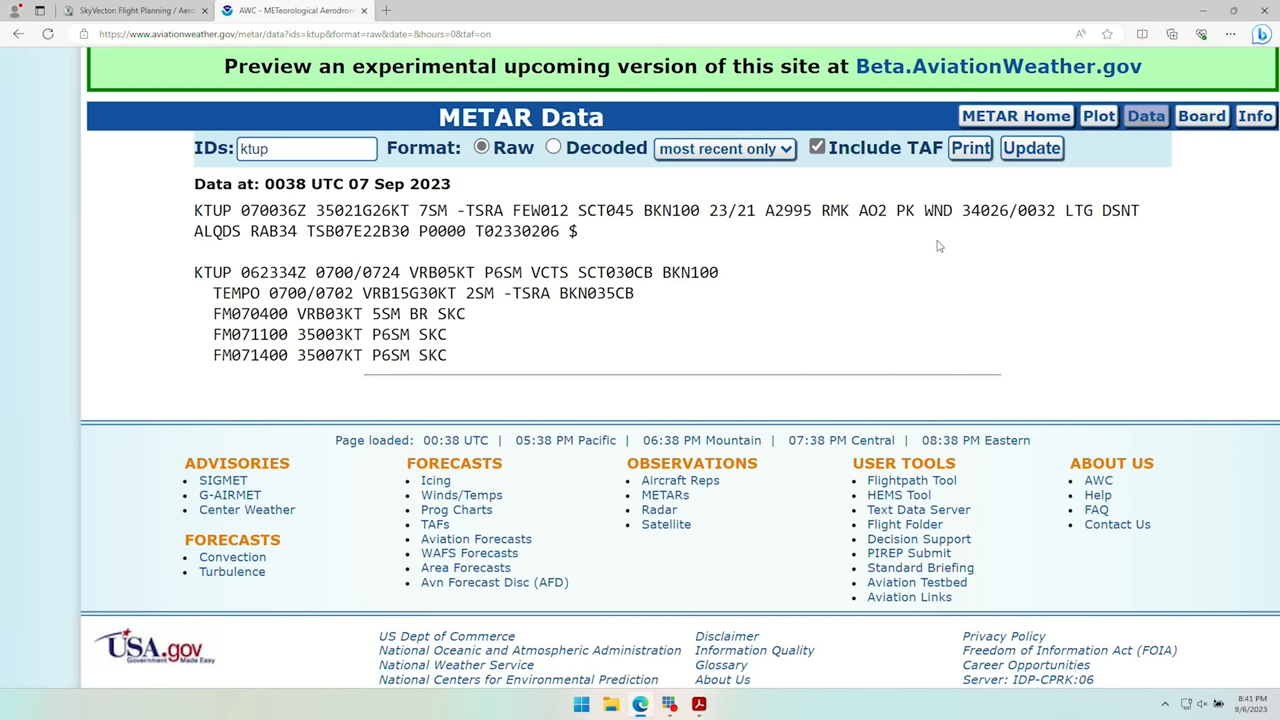 SkyVector: Flight Planning / Aero
AWC - METeorological Aerodrom
https://www.aviationweather.gov/metar/data?ids=ktup&format=raw&date=&hours=0&taf=on
Preview an experimental upcoming version of this site at Beta.AviationWeather.gov
METAR Data
METAR Home Plot Data Board Info
IDs: ktup Format: Raw Decoded most recent only Include TAF Print Update
Data at: 0038 UTC 07 Sep 2023
KTUP 070036Z 35021G26KT 7SM -TSRA FEW012 SCT045 BKN100 23/21 A2995 RMK AO2 PK WND 34026/0032 LTG DSNT
ALQDS RAB34 TSB07E22B30 P0000 T02330206 $
KTUP 062334Z 0700/0724 VRB05KT P6SM VCTS SCT030CB BKN100
TEMPO 0700/0702 VRB15G30KT 2SM -TSRA BKN035CB
FM070400 VRB03KT 5SM BR SKC
FM071100 35003KT P6SM SKC
FM071400 35007KT P6SM SKC
Page loaded: 00:38 UTC | 05:38 PM Pacific | 06:38 PM Mountain | 07:38 PM Central | 08:38 PM Eastern
ADVISORIES
SIGMET
G-AIRMET
Center Weather
FORECASTS
Convection
Turbulence
FORECASTS
Icing
Winds/Temps
Prog Charts
TAFs
Aviation Forecasts
WAFS Forecasts
Area Forecasts
Avn Forecast Disc (AFD)
OBSERVATIONS
Aircraft Reps
METARs
Radar
Satellite
USER TOOLS
Flightpath Tool
HEMS Tool
Text Data Server
Flight Folder
Decision Support
PIREP Submit
Standard Briefing
Aviation Testbed
Aviation Links
ABOUT US
AWC
Help
FAQ
Contact Us
USA.gov
Government Made Easy
US Dept of Commerce
National Oceanic and Atmospheric Administration
National Weather Service
National Centers for Environmental Prediction
Disclaimer
Information Quality
Glossary
About Us
Privacy Policy
Freedom of Information Act (FOIA)
Career Opportunities
Server: IDP-CPRK:06
8:41 PM
9/6/2023